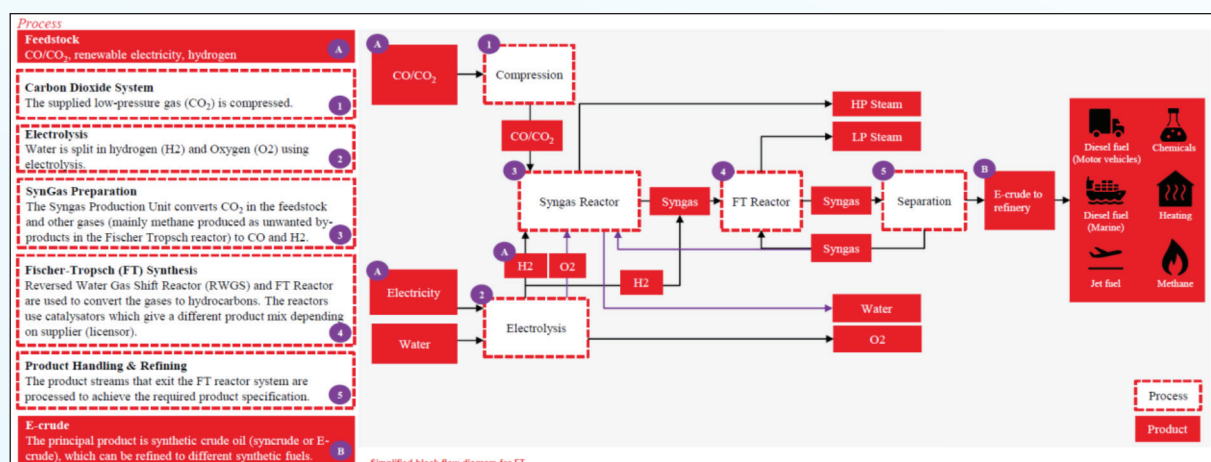 Process
Feedstock
CO/CO₂, renewable electricity, hydrogen
A
Carbon Dioxide System
The supplied low-pressure gas (CO₂) is compressed.
1
Electrolysis
Water is split in hydrogen (H2) and Oxygen (O2) using
electrolysis.
2
SynGas Preparation
The Syngas Production Unit converts CO₂ in the feedstock
and other gases (mainly methane produced as unwanted by-
products in the Fischer Tropsch reactor) to CO and H2.
3
Fischer-Tropsch (FT) Synthesis
Reversed Water Gas Shift Reactor (RWGS) and FT Reactor
are used to convert the gases to hydrocarbons. The reactors
use catalysators which give a different product mix depending
on supplier (licensor).
4
Product Handling & Refining
The product streams that exit the FT reactor system are
processed to achieve the required product specification.
5
E-crude
The principal product is synthetic crude oil (syncrude or E-
crude), which can be refined to different synthetic fuels.
B
A
CO/CO₂
1
Compression
CO/CO₂
HP Steam
LP Steam
3
Syngas Reactor
Syngas
4
FT Reactor
Syngas
5
Separation
B
E-crude to
refinery
Syngas
A
H2
O2
H2
A
Electricity
2
Electrolysis
Water
Water
O2
Diesel fuel
(Motor vehicles)
Chemicals
Diesel fuel
(Marine)
Heating
Jet fuel
Methane
Process
Product
Simplified block flow diagram for FT